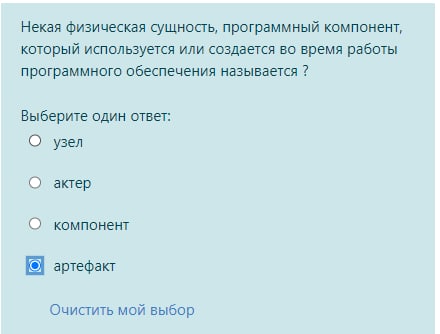 Некая физическая сущность, программный компонент,
который используется или создается во время работы
программного обеспечения называется ?
Выберите один ответ:
узел
актер
компонент
артефакт
Очистить мой выбор